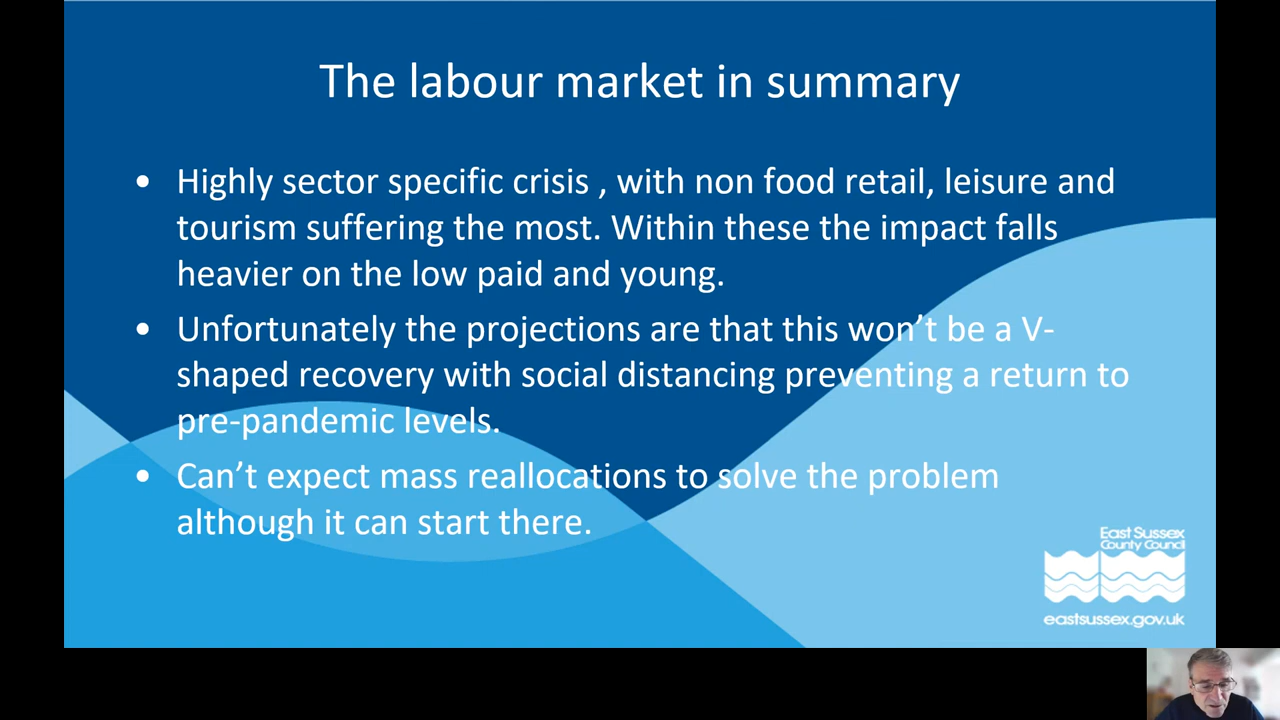 The labour market in summary
• Highly sector specific crisis , with non food retail, leisure and
tourism suffering the most. Within these the impact falls
heavier on the low paid and young.
• Unfortunately the projections are that this won’t be a V-
shaped recovery with social distancing preventing a return to
pre-pandemic levels.
• Can’t expect mass reallocations to solve the problem
although it can start there.
East Sussex
County Council
eastsussex.gov.uk